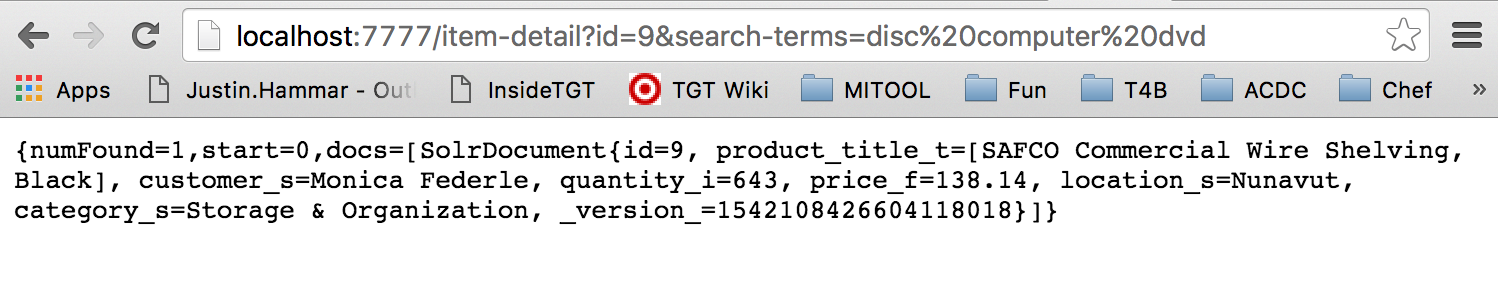 localhost:7777/item-detail?id=9&search-terms=disc%20computer%20dvd
Apps Justin.Hammar - Outl InsideTGT TGT Wiki MITOOL Fun T4B ACDC Chef »
{numFound=1,start=0,docs=[SolrDocument{id=9, product_title_t=[SAFCO Commercial Wire Shelving,
Black], customer_s=Monica Federle, quantity_i=643, price_f=138.14, location_s=Nunavut,
category_s=Storage & Organization, _version_=1542108426604118018}]}